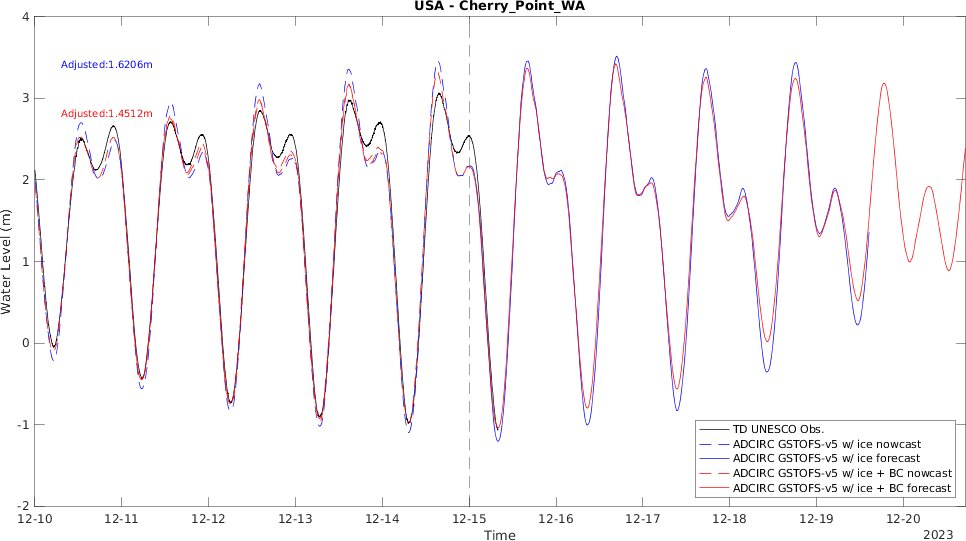 USA - Cherry_Point_WA
Adjusted:1.6206m
Adjusted:1.4512m
Water Level (m)
4
3
2
1
0
-1
-2
TD UNESCO Obs.
ADCIRC GSTOFS-v5 w/ ice nowcast
ADCIRC GSTOFS-v5 w/ ice forecast
ADCIRC GSTOFS-v5 w/ ice + BC nowcast
ADCIRC GSTOFS-v5 w/ ice + BC forecast
12-10 12-11 12-12 12-13 12-14 12-15 12-16 12-17 12-18 12-19 12-20
Time
2023